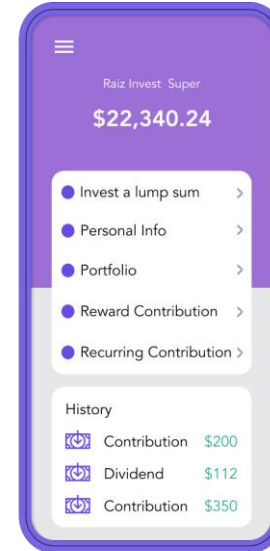 Raiz Invest Super
$22,340.24
Invest a lump sum
Personal Info
Portfolio
Reward Contribution
Recurring Contribution
History
Contribution $200
Dividend $112
Contribution $350